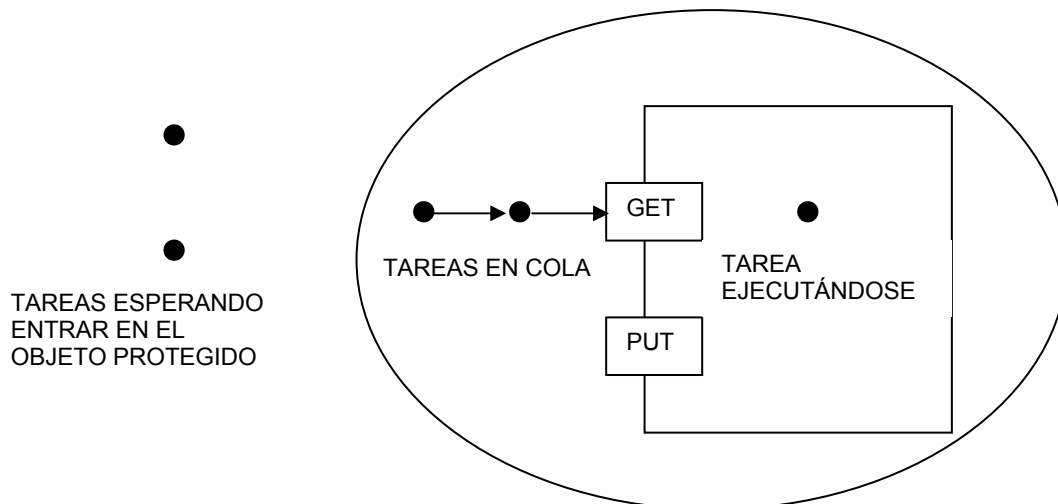 TAREAS ESPERANDO
ENTRAR EN EL
OBJETO PROTEGIDO
TAREAS EN COLA
GET
PUT
TAREA
EJECUTÁNDOSE